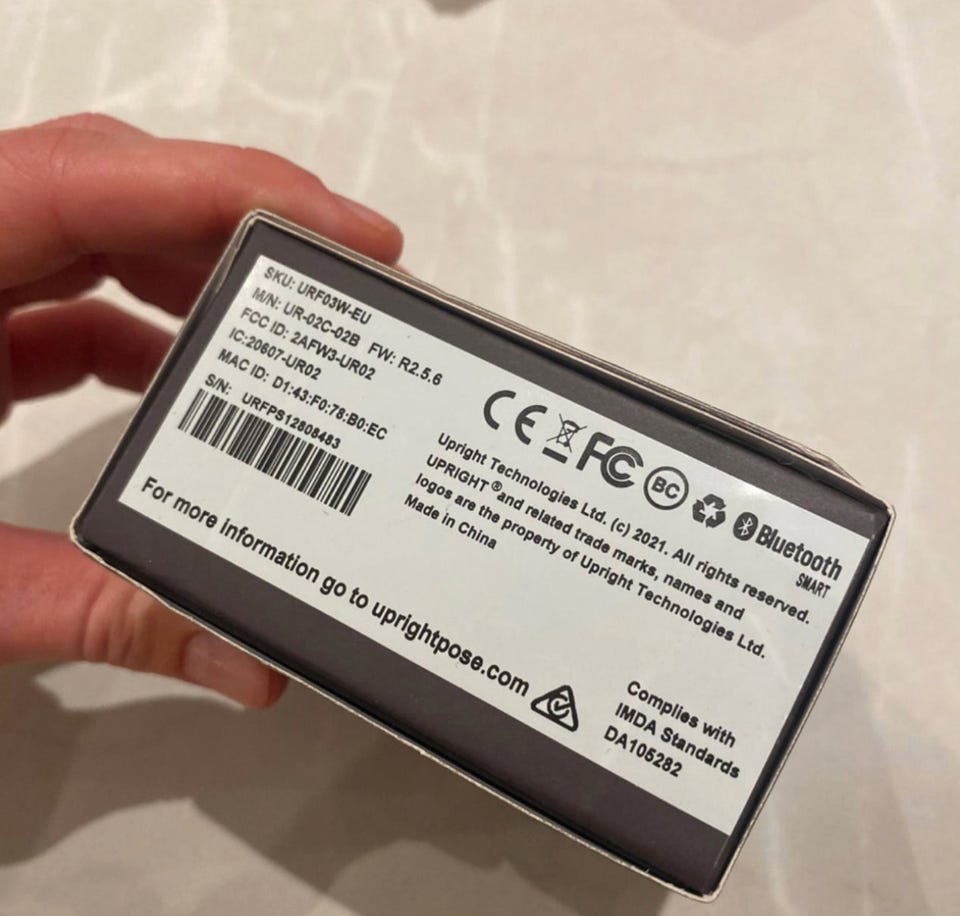 SKU: URF03W-EU
M/N: UR-02C-02B FW: R2.5.6
FCC ID: 2AFW3-UR02
IC:20607-UR02
MAC ID: D1:43:F0:78:B0:EC
S/N: URFPS12808483
CE FC BC Bluetooth
SMART
Upright Technologies Ltd. (c) 2021. All rights reserved.
UPRIGHT® and related trade marks, names and
logos are the property of Upright Technologies Ltd.
Made in China
For more information go to uprightpose.com
Complies with
IMDA Standards
DA105282